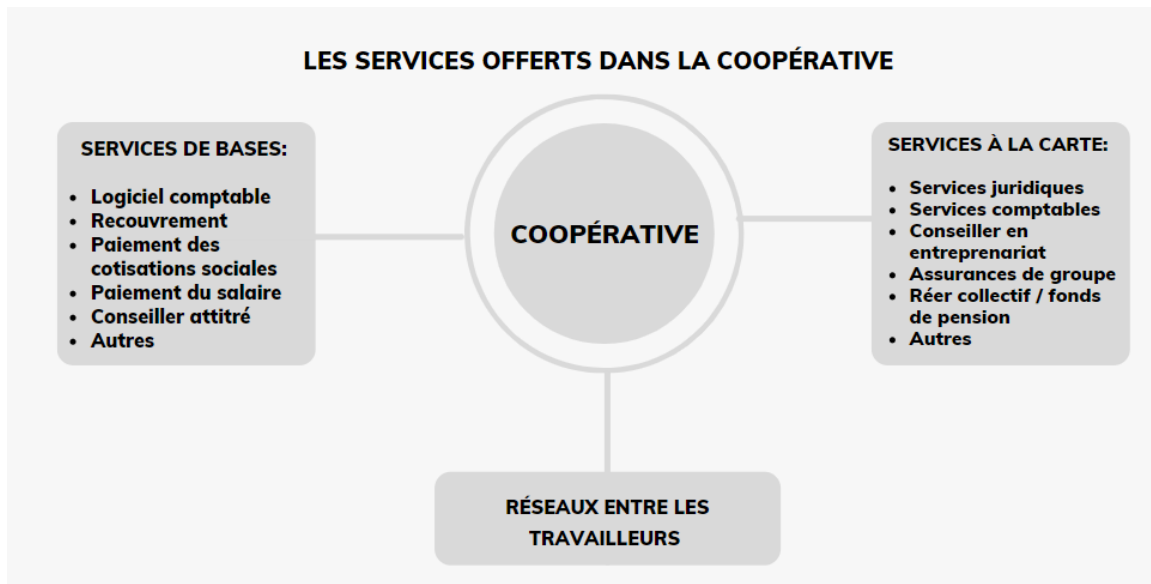 LES SERVICES OFFERTS DANS LA COOPÉRATIVE
SERVICES DE BASES:
• Logiciel comptable
• Recouvrement
• Paiement des
cotisations sociales
• Paiement du salaire
• Conseiller attitré
• Autres
COOPÉRATIVE
SERVICES À LA CARTE:
• Services juridiques
• Services comptables
• Conseiller en
entreprenariat
• Assurances de groupe
• Réer collectif / fonds
de pension
• Autres
RÉSEAUX ENTRE LES
TRAVAILLEURS